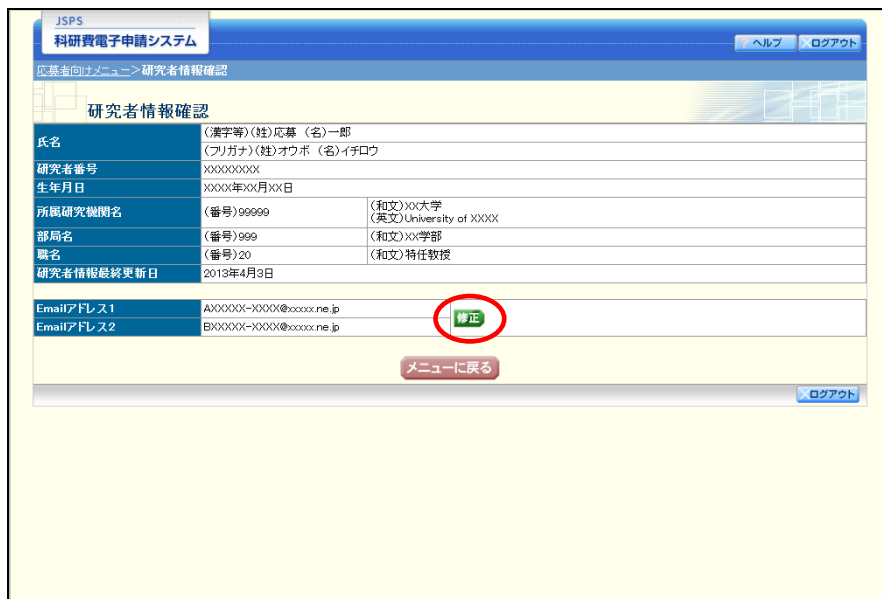 JSPS
科研費電子申請システム
? ヘルプ
ログアウト
応募者向けメニュー>研究者情報確認
研究者情報確認
氏名 (漢字等)(姓)応募 (名)一郎
(フリガナ)(姓)オウボ (名)イチロウ
研究者番号 XXXXXXXX
生年月日 XXXX年XX月XX日
所属研究機関名 (番号)99999 (和文)XX大学
(英文)University of XXXX
部局名 (番号)999 (和文)XX学部
職名 (番号)20 (和文)特任教授
研究者情報最終更新日 2013年4月3日
Emailアドレス1 AXXXXX-XXXX@xxxxx.ne.jp
修正
Emailアドレス2 BXXXXX-XXXX@xxxxx.ne.jp
メニューに戻る
ログアウト